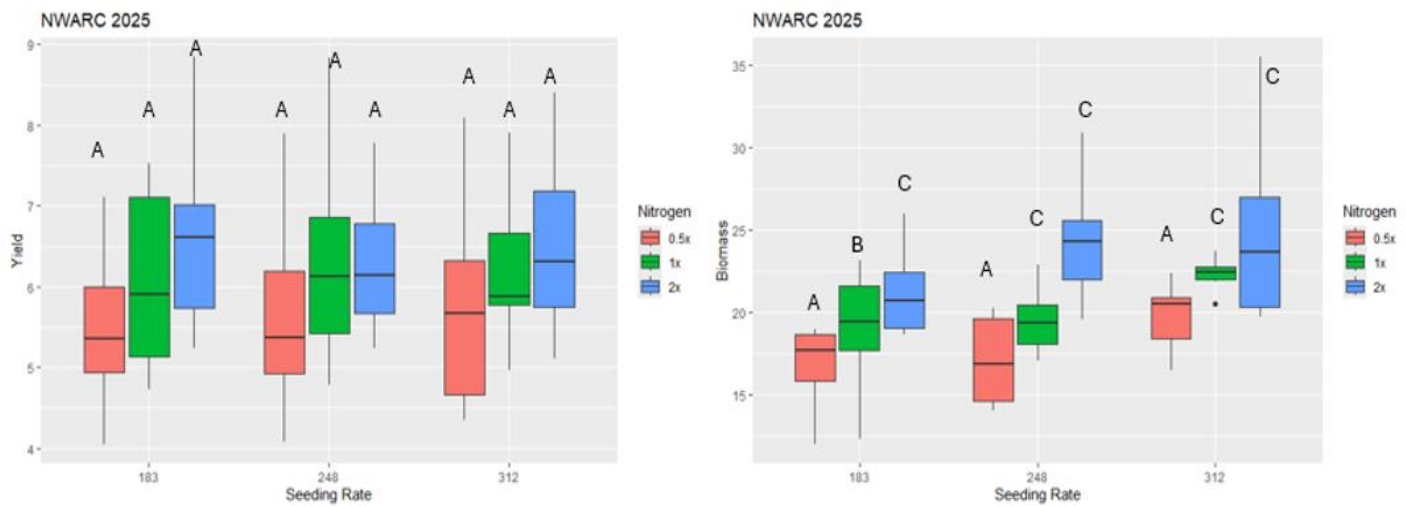 NWARC 2025
9
8
7
6
5
4
Yield
A
A
A
A
A
A
A
A
A
183
248
312
Seeding Rate
Nitrogen
0.5x
1x
2x
NWARC 2025
35
30
25
20
15
Biomass
A
B
C
A
C
C
A
C
C
183
248
312
Seeding Rate
Nitrogen
0.5x
1x
2x